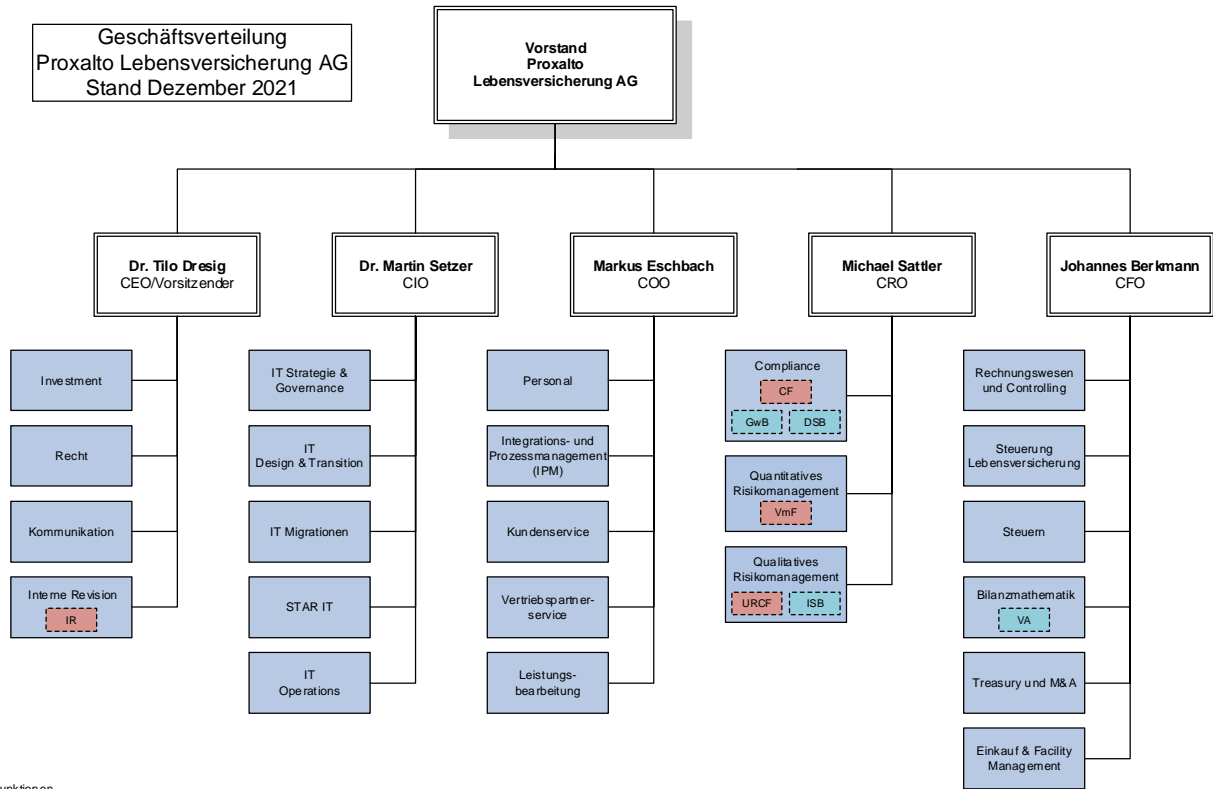 Geschäftsverteilung
Proxalto Lebensversicherung AG
Stand Dezember 2021
Vorstand
Proxalto
Lebensversicherung AG
Dr. Tilo Dresig
CEO/Vorsitzender
Dr. Martin Setzer
CIO
Markus Eschbach
COO
Michael Sattler
CRO
Johannes Berkmann
CFO
Investment
Recht
Kommunikation
Interne Revision
IR
IT Strategie &
Governance
IT
Design & Transition
IT Migrationen
STAR IT
IT
Operations
Personal
Integrations- und
Prozessmanagement
(IPM)
Kundenservice
Vertriebspartner-
service
Leistungs-
bearbeitung
Compliance
CF
GwB DSB
Quantitatives
Risikomanagement
VmF
Qualitatives
Risikomanagement
URCF ISB
Rechnungswesen
und Controlling
Steuerung
Lebensversicherung
Steuern
Bilanzmathematik
VA
Treasury und M&A
Einkauf & Facility
Management